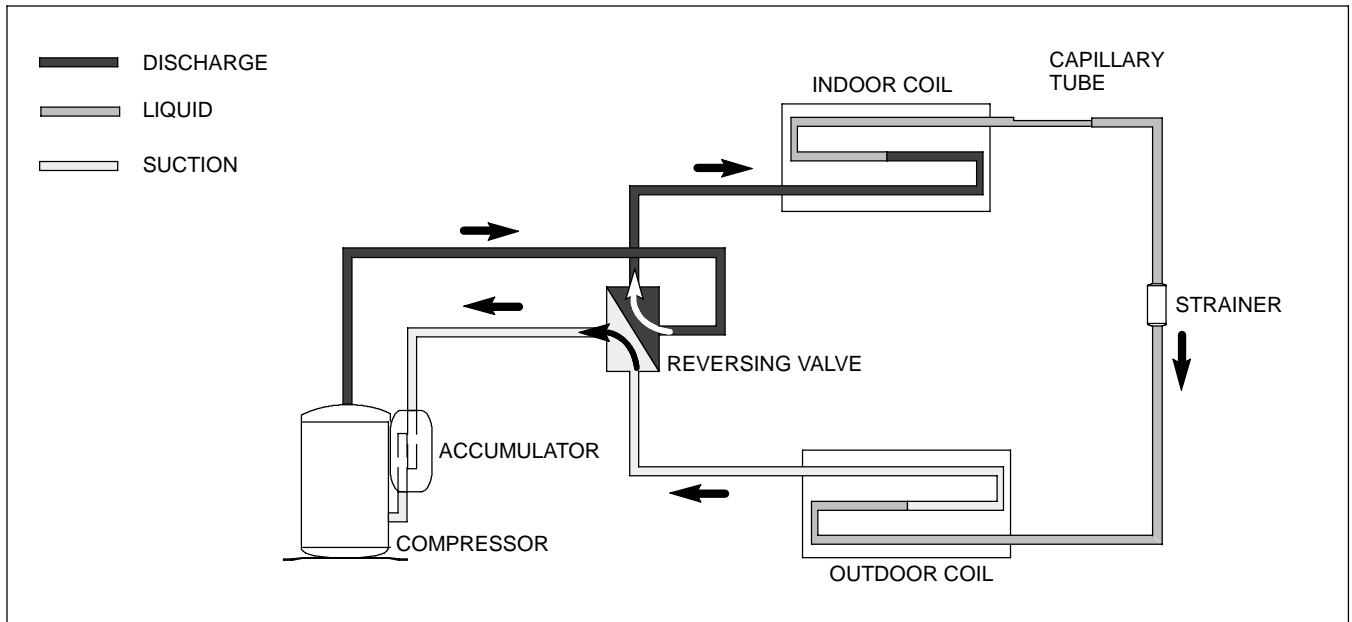 DISCHARGE
LIQUID
SUCTION
INDOOR COIL
CAPILLARY
TUBE
STRAINER
REVERSING VALVE
ACCUMULATOR
COMPRESSOR
OUTDOOR COIL